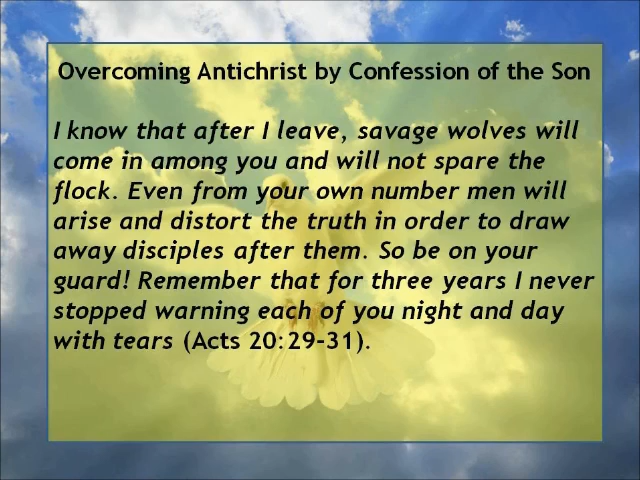 Overcoming Antichrist by Confession of the Son
I know that after I leave, savage wolves will
come in among you and will not spare the
flock. Even from your own number men will
arise and distort the truth in order to draw
away disciples after them. So be on your
guard! Remember that for three years I never
stopped warning each of you night and day
with tears (Acts 20:29-31).